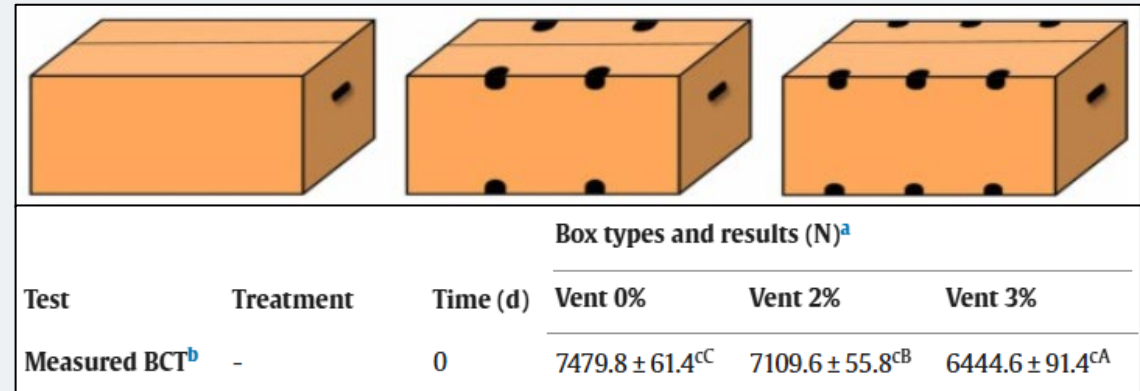 Box types and results (N)ᵃ
Test Treatment Time (d) Vent 0% Vent 2% Vent 3%
Measured BCTᵇ - 0 7479.8 ± 61.4ᶜC 7109.6 ± 55.8ᶜB 6444.6 ± 91.4ᶜA